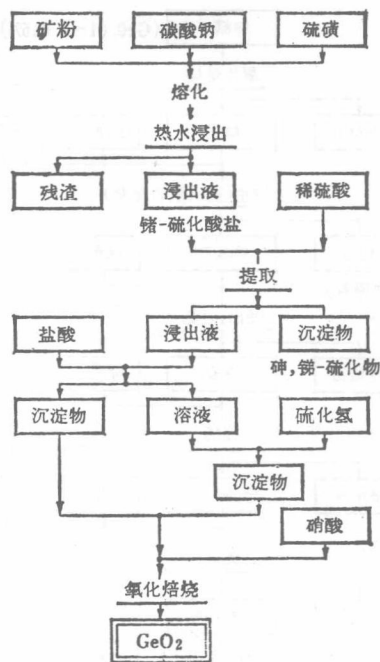 矿粉
碳酸钠
硫磺
熔化
热水浸出
残渣
浸出液
稀硫酸
锗-硫化酸盐
提取
盐酸
浸出液
沉淀物
砷,锑-硫化物
沉淀物
溶液
硫化氢
沉淀物
硝酸
氧化焙烧
GeO₂